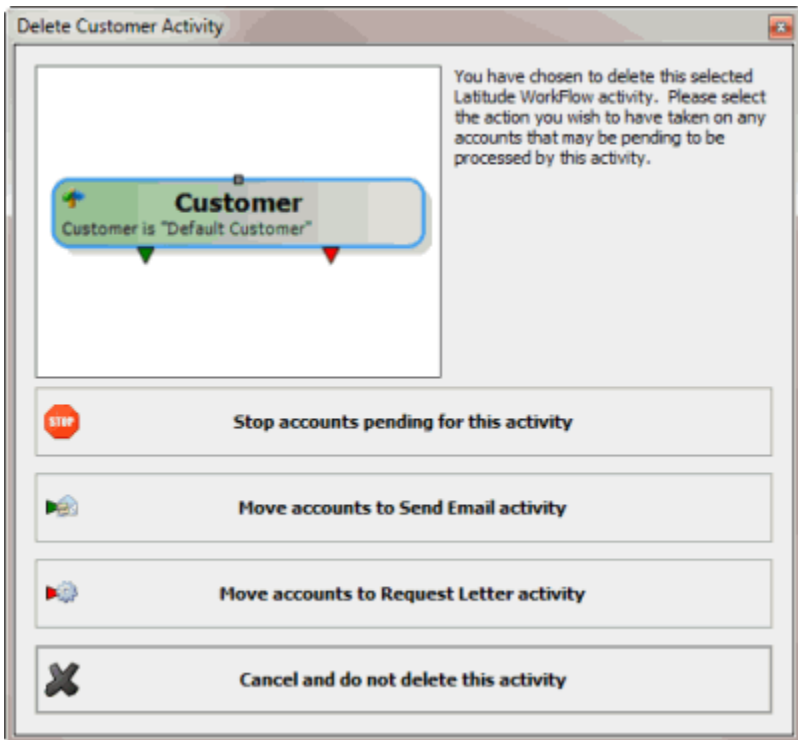 Delete Customer Activity
You have chosen to delete this selected
Latitude WorkFlow activity. Please select
the action you wish to have taken on any
accounts that may be pending to be
processed by this activity.
Customer
Customer is "Default Customer"
STOP
Stop accounts pending for this activity
Move accounts to Send Email activity
Move accounts to Request Letter activity
Cancel and do not delete this activity